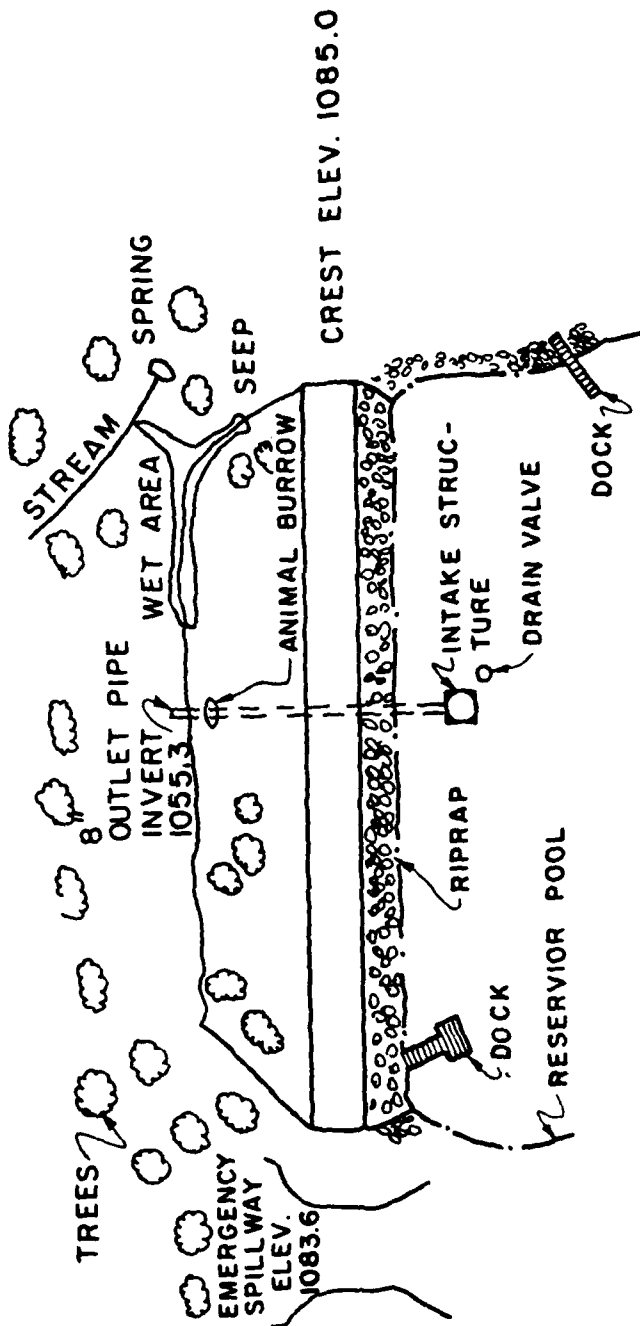 TREES
STREAM
8"
OUTLET PIPE
INVERT
1055.3
WET AREA
SPRING
EMERGENCY
SPILLWAY
ELEV.
1083.6
SEEP
ANIMAL BURROW
CREST ELEV. 1085.0
RIPRAP
INTAKE STRUC-
TURE
DOCK
DRAIN VALVE
RESERVIOR POOL
DOCK